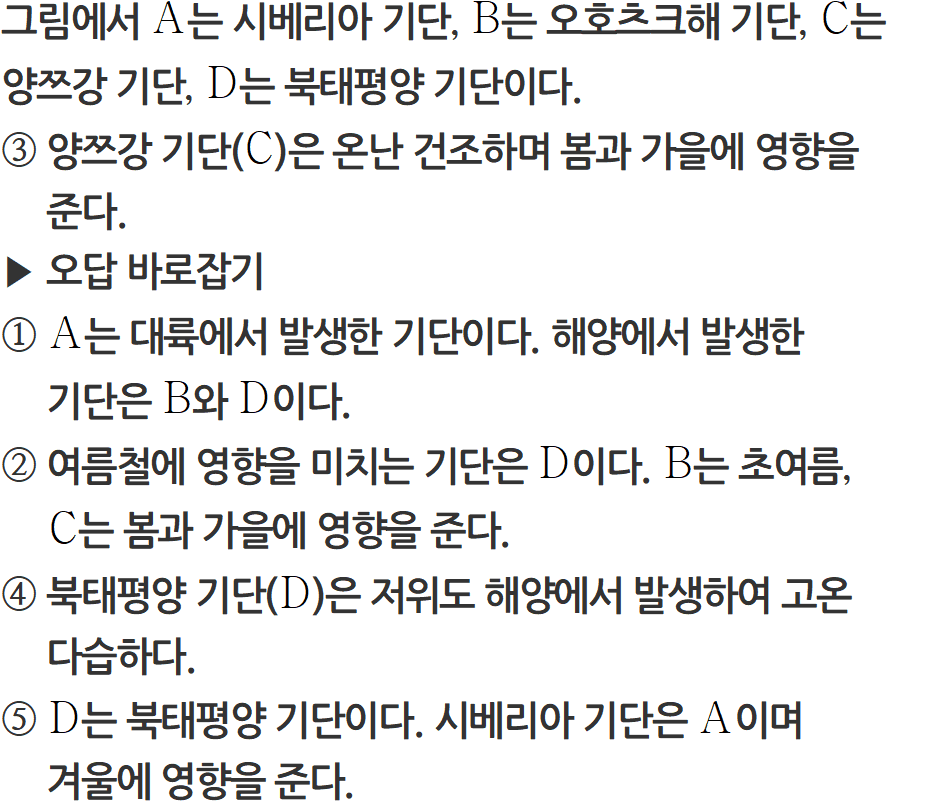 그림에서 A는 시베리아 기단, B는 오호츠크해 기단, C는
양쯔강 기단, D는 북태평양 기단이다.
③ 양쯔강 기단(C)은 온난 건조하며 봄과 가을에 영향을
준다.
▶ 오답 바로잡기
① A는 대륙에서 발생한 기단이다. 해양에서 발생한
기단은 B와 D이다.
② 여름철에 영향을 미치는 기단은 D이다. B는 초여름,
C는 봄과 가을에 영향을 준다.
④ 북태평양 기단(D)은 저위도 해양에서 발생하여 고온
다습하다.
⑤ D는 북태평양 기단이다. 시베리아 기단은 A이며
겨울에 영향을 준다.